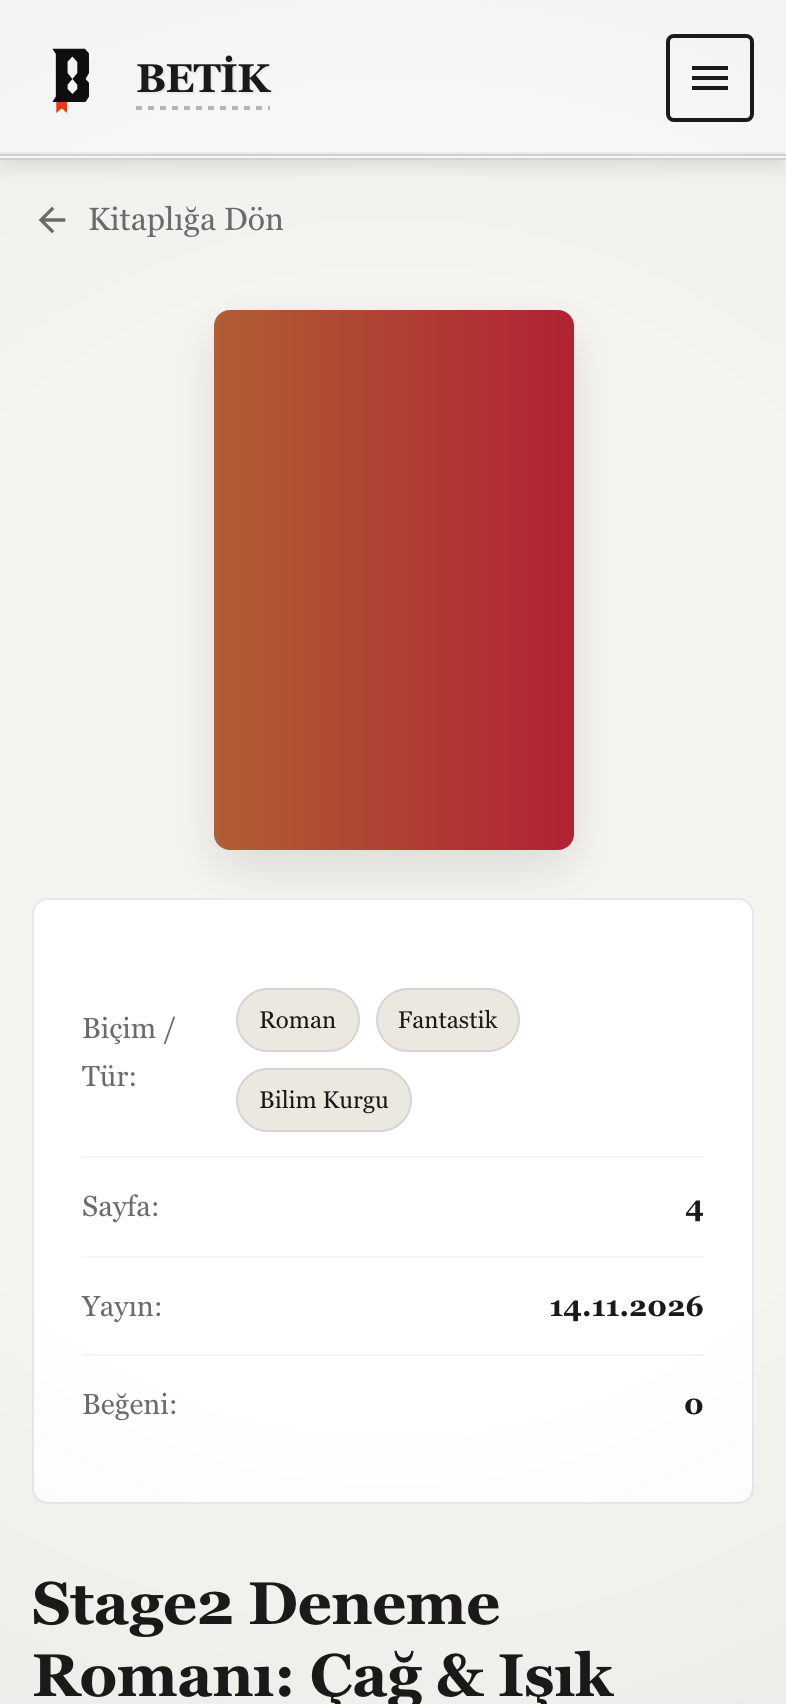 BETİK
Kitaplığa Dön
Biçim /
Tür:
Roman
Fantastik
Bilim Kurgu
Sayfa:
4
Yayın:
14.11.2026
Beğeni:
0
Stage2 Deneme
Romanı: Çağ & Işık